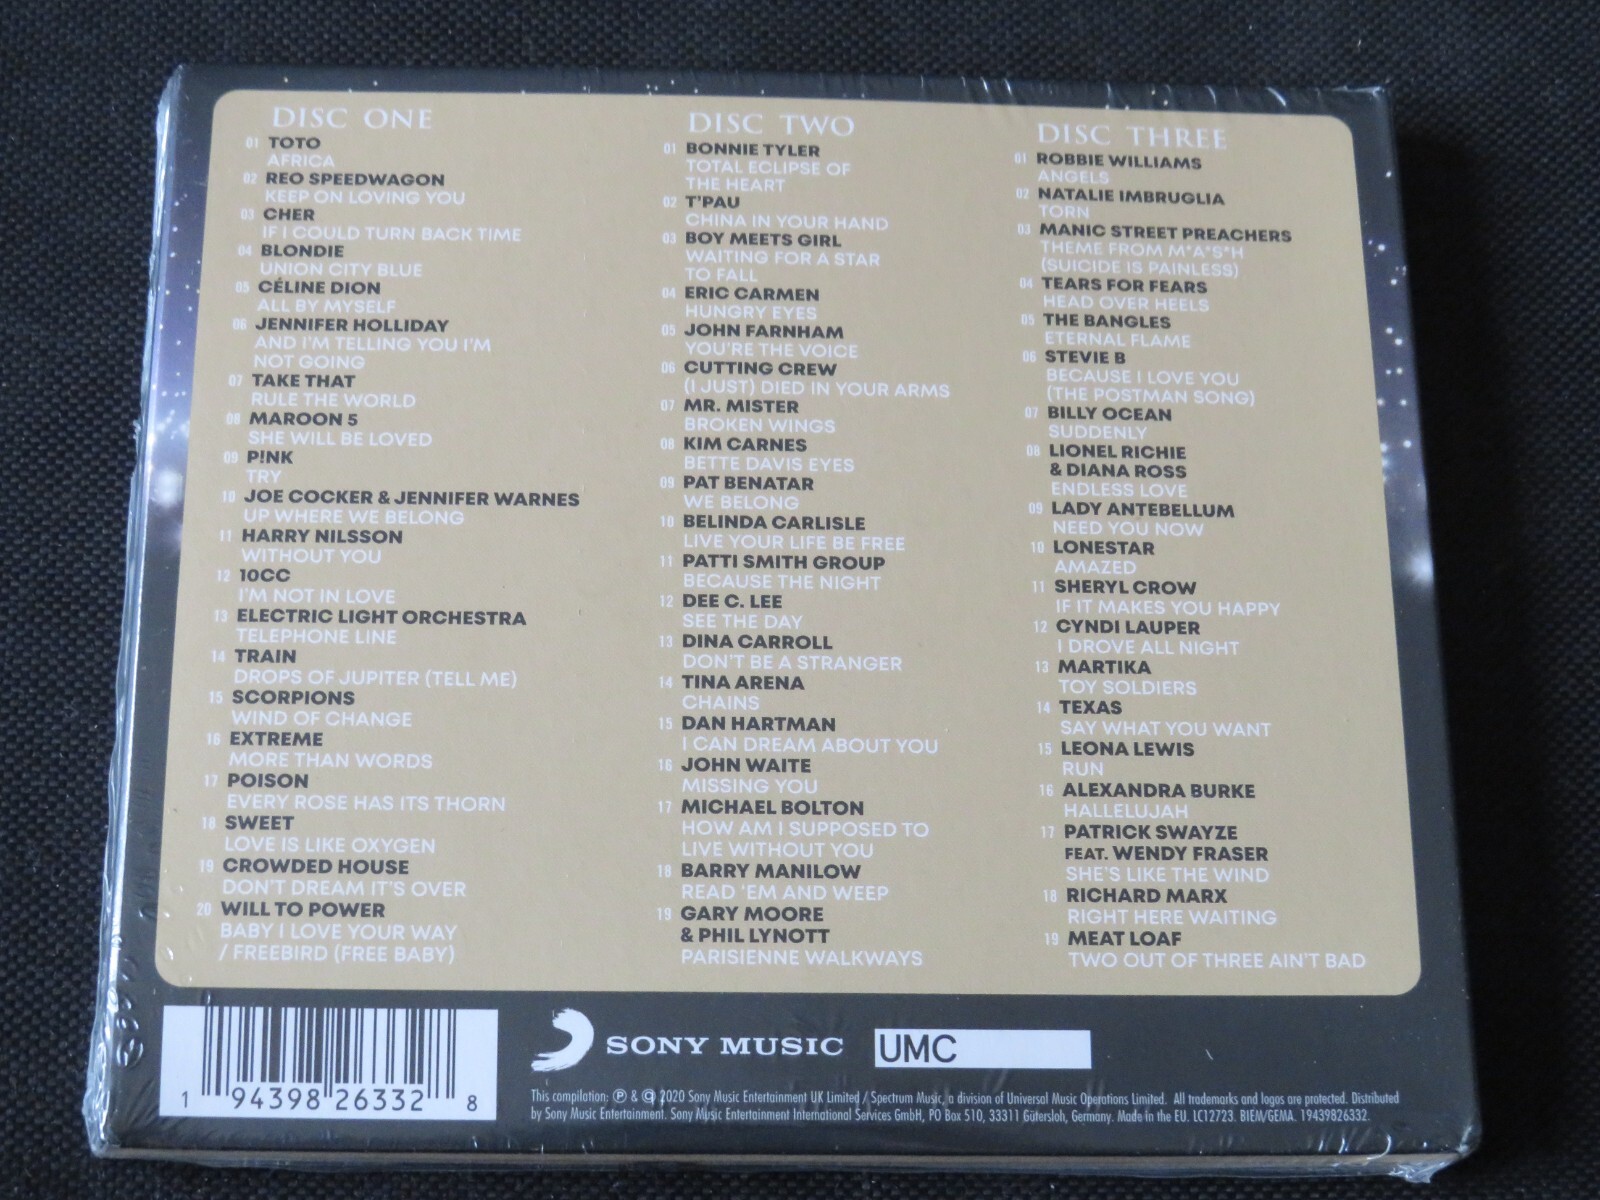 DISC ONE
01 TOTO
AFRICA
02 REO SPEEDWAGON
KEEP ON LOVING YOU
03 CHER
IF I COULD TURN BACK TIME
04 BLONDIE
UNION CITY BLUE
05 CÉLINE DION
ALL BY MYSELF
06 JENNIFER HOLLIDAY
AND I'M TELLING YOU I'M
NOT GOING
07 TAKE THAT
RULE THE WORLD
08 MAROON 5
SHE WILL BE LOVED
09 P!NK
TRY
10 JOE COCKER & JENNIFER WARNES
UP WHERE WE BELONG
11 HARRY NILSSON
WITHOUT YOU
12 10CC
I'M NOT IN LOVE
13 ELECTRIC LIGHT ORCHESTRA
TELEPHONE LINE
14 TRAIN
DROPS OF JUPITER (TELL ME)
15 SCORPIONS
WIND OF CHANGE
16 EXTREME
MORE THAN WORDS
17 POISON
EVERY ROSE HAS ITS THORN
18 SWEET
LOVE IS LIKE OXYGEN
19 CROWDED HOUSE
DON'T DREAM IT'S OVER
20 WILL TO POWER
BABY I LOVE YOUR WAY
/ FREEBIRD (FREE BABY)
DISC TWO
01 BONNIE TYLER
TOTAL ECLIPSE OF
THE HEART
02 T'PAU
CHINA IN YOUR HAND
03 BOY MEETS GIRL
WAITING FOR A STAR
TO FALL
04 ERIC CARMEN
HUNGRY EYES
05 JOHN FARNHAM
YOU'RE THE VOICE
06 CUTTING CREW
(I JUST) DIED IN YOUR ARMS
07 MR. MISTER
BROKEN WINGS
08 KIM CARNES
BETTE DAVIS EYES
09 PAT BENATAR
WE BELONG
10 BELINDA CARLISLE
LIVE YOUR LIFE BE FREE
11 PATTI SMITH GROUP
BECAUSE THE NIGHT
12 DEE C. LEE
SEE THE DAY
13 DINA CARROLL
DON'T BE A STRANGER
14 TINA ARENA
CHAINS
15 DAN HARTMAN
I CAN DREAM ABOUT YOU
16 JOHN WAITE
MISSING YOU
17 MICHAEL BOLTON
HOW AM I SUPPOSED TO
LIVE WITHOUT YOU
18 BARRY MANILOW
READ 'EM AND WEEP
19 GARY MOORE
& PHIL LYNOTT
PARISIENNE WALKWAYS
DISC THREE
01 ROBBIE WILLIAMS
ANGELS
02 NATALIE IMBRUGLIA
TORN
03 MANIC STREET PREACHERS
THEME FROM M*A*S*H
(SUICIDE IS PAINLESS)
04 TEARS FOR FEARS
HEAD OVER HEELS
05 THE BANGLES
ETERNAL FLAME
06 STEVIE B
BECAUSE I LOVE YOU
(THE POSTMAN SONG)
07 BILLY OCEAN
SUDDENLY
08 LIONEL RICHIE
& DIANA ROSS
ENDLESS LOVE
09 LADY ANTEBELLUM
NEED YOU NOW
10 LONESTAR
AMAZED
11 SHERYL CROW
IF IT MAKES YOU HAPPY
12 CYNDI LAUPER
I DROVE ALL NIGHT
13 MARTIKA
TOY SOLDIERS
14 TEXAS
SAY WHAT YOU WANT
15 LEONA LEWIS
RUN
16 ALEXANDRA BURKE
HALLELUJAH
17 PATRICK SWAYZE
FEAT. WENDY FRASER
SHE'S LIKE THE WIND
18 RICHARD MARX
RIGHT HERE WAITING
19 MEAT LOAF
TWO OUT OF THREE AIN'T BAD
1 94398 26332 8
SONY MUSIC
UMC
This compilation: ℗ & © 2020 Sony Music Entertainment UK Limited / Spectrum Music, a division of Universal Music Operations Limited. All trademarks and logos are protected. Distributed
by Sony Music Entertainment. Sony Music Entertainment International Services GmbH, PO Box 510, 33311 Gütersloh, Germany. Made in the EU. LC12723. BIEM/GEMA. 19439826332.